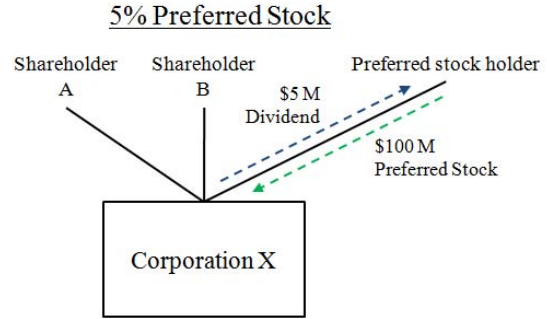 5% Preferred Stock
Shareholder
A
Shareholder
B
Preferred stock holder
$5 M
Dividend
$100 M
Preferred Stock
Corporation X